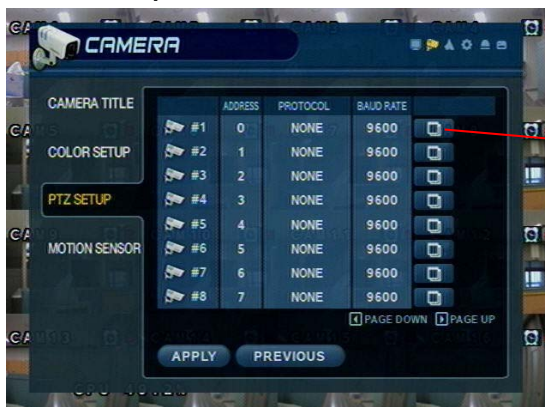 CAMERA
CAMERA TITLE
COLOR SETUP
PTZ SETUP
MOTION SENSOR
ADDRESS PROTOCOL BAUD RATE
#1 0 NONE 9600
#2 1 NONE 9600
#3 2 NONE 9600
#4 3 NONE 9600
#5 4 NONE 9600
#6 5 NONE 9600
#7 6 NONE 9600
#8 7 NONE 9600
PAGE DOWN PAGE UP
APPLY PREVIOUS